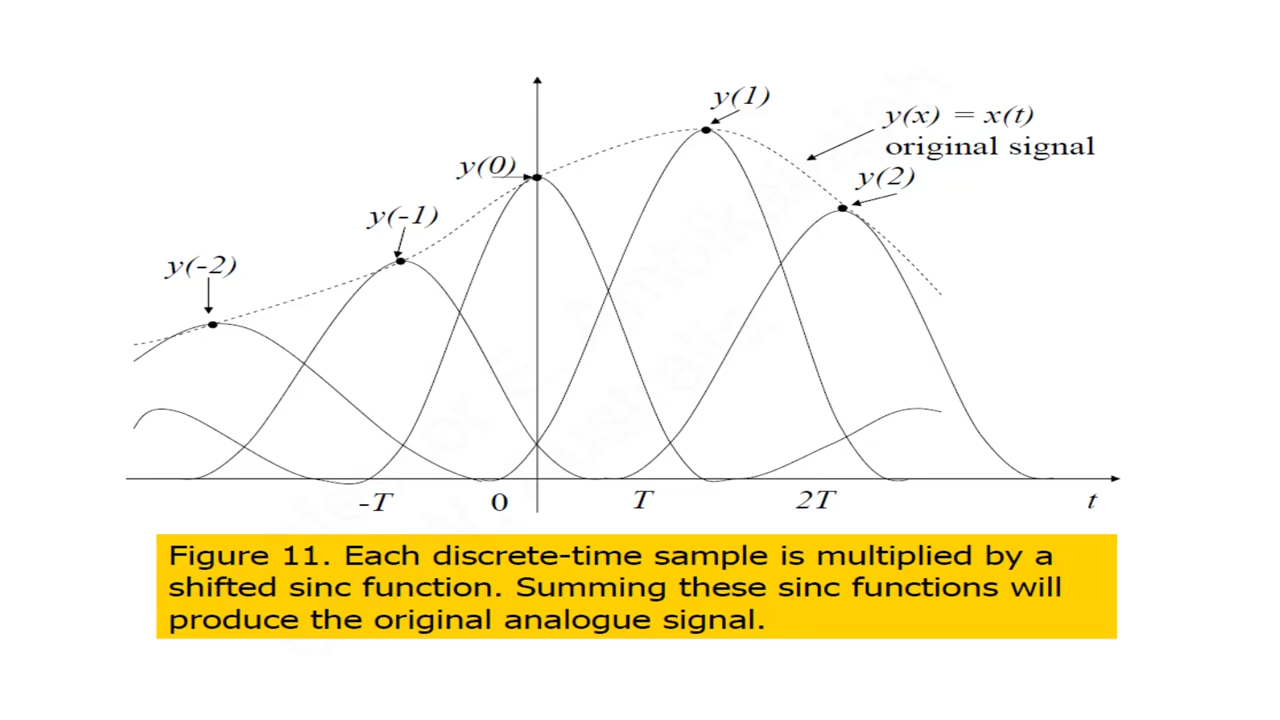 y(1)
y(x) = x(t)
original signal
y(0)
y(2)
y(-1)
y(-2)
-T 0 T 2T t
Figure 11. Each discrete-time sample is multiplied by a
shifted sinc function. Summing these sinc functions will
produce the original analogue signal.